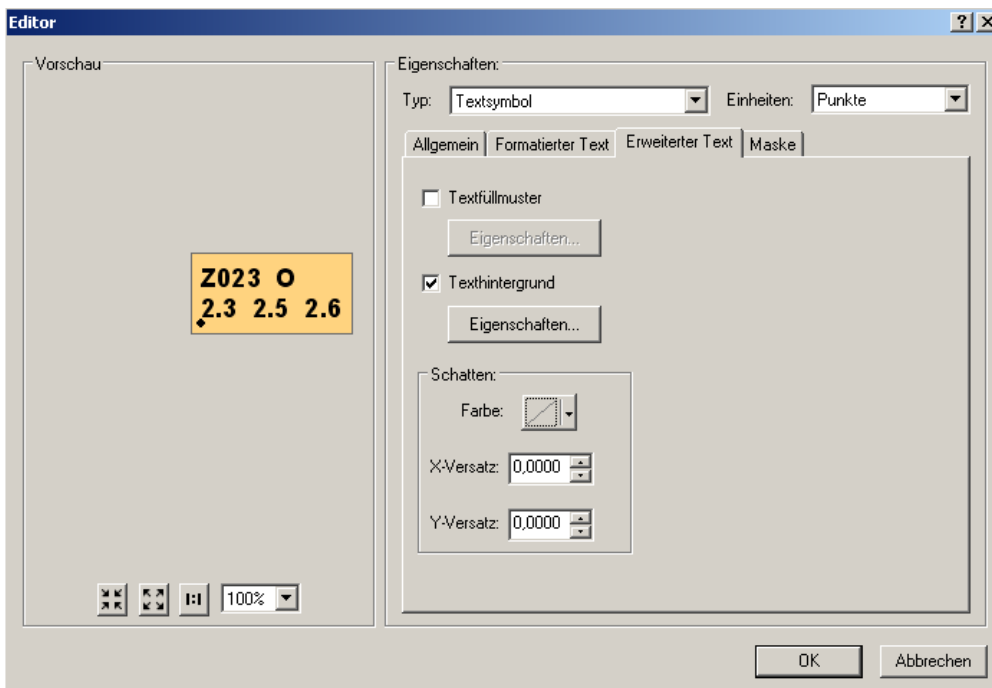 Editor
Vorschau
Z023 O
2.3 2.5 2.6
100%
Eigenschaften:
Typ: Textsymbol Einheiten: Punkte
Allgemein Formatierter Text Erweiterter Text Maske
Textfüllmuster
Eigenschaften...
Texthintergrund
Eigenschaften...
Schatten:
Farbe:
X-Versatz: 0,0000
Y-Versatz: 0,0000
OK Abbrechen